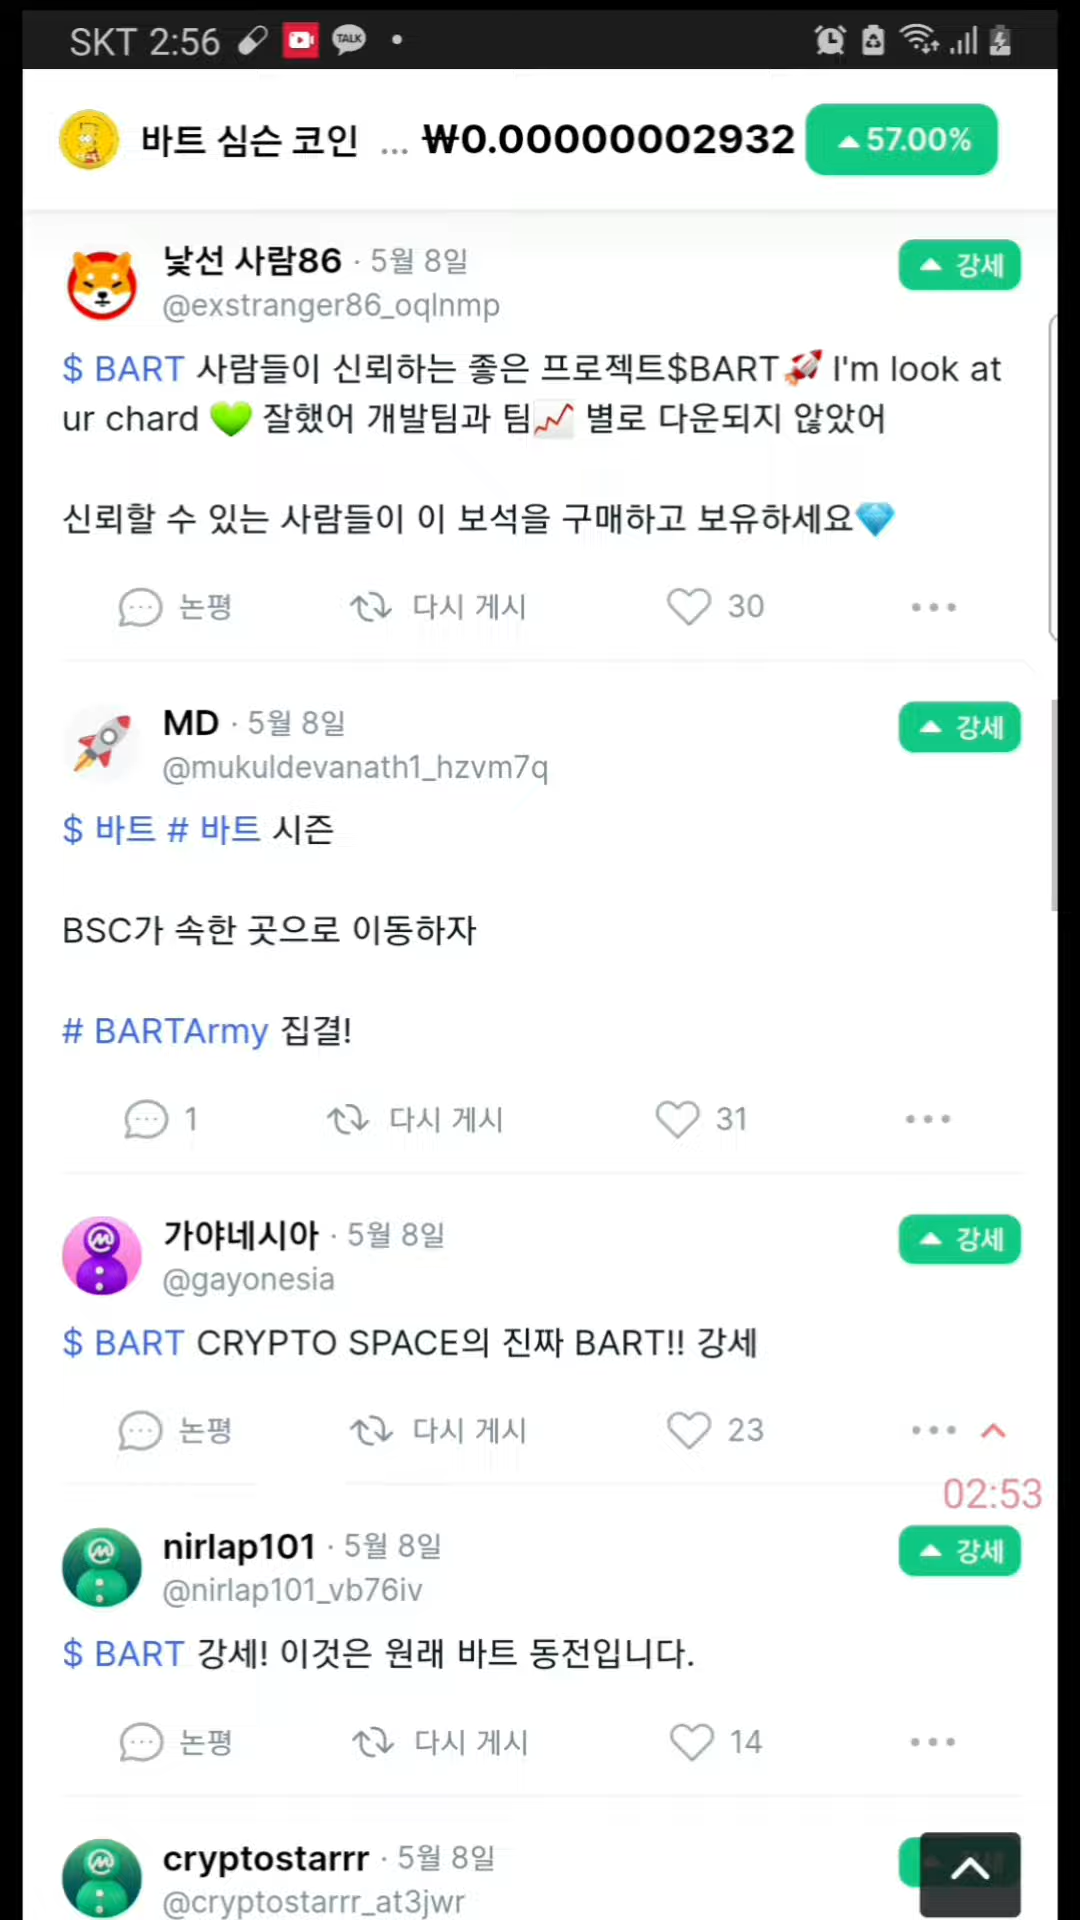 SKT 2:56
TALK
바트 심슨 코인 ... ₩0.00000002932 57.00%
낯선 사람86 · 5월 8일
강세
@exstranger86_oqlnmp
$ BART 사람들이 신뢰하는 좋은 프로젝트$BART🚀 I'm look at
ur chard 💚 잘했어 개발팀과 팀📈 별로 다운되지 않았어
신뢰할 수 있는 사람들이 이 보석을 구매하고 보유하세요💎
논평 다시 게시 30
MD · 5월 8일
강세
@mukuldevanath1_hzvm7q
$ 바트 # 바트 시즌
BSC가 속한 곳으로 이동하자
# BARTArmy 집결!
1 다시 게시 31
가야네시아 · 5월 8일
강세
@gayonesia
$ BART CRYPTO SPACE의 진짜 BART!! 강세
논평 다시 게시 23
02:53
nirlap101 · 5월 8일
강세
@nirlap101_vb76iv
$ BART 강세! 이것은 원래 바트 동전입니다.
논평 다시 게시 14
cryptostarrr · 5월 8일
@cryptostarrr_at3jwr